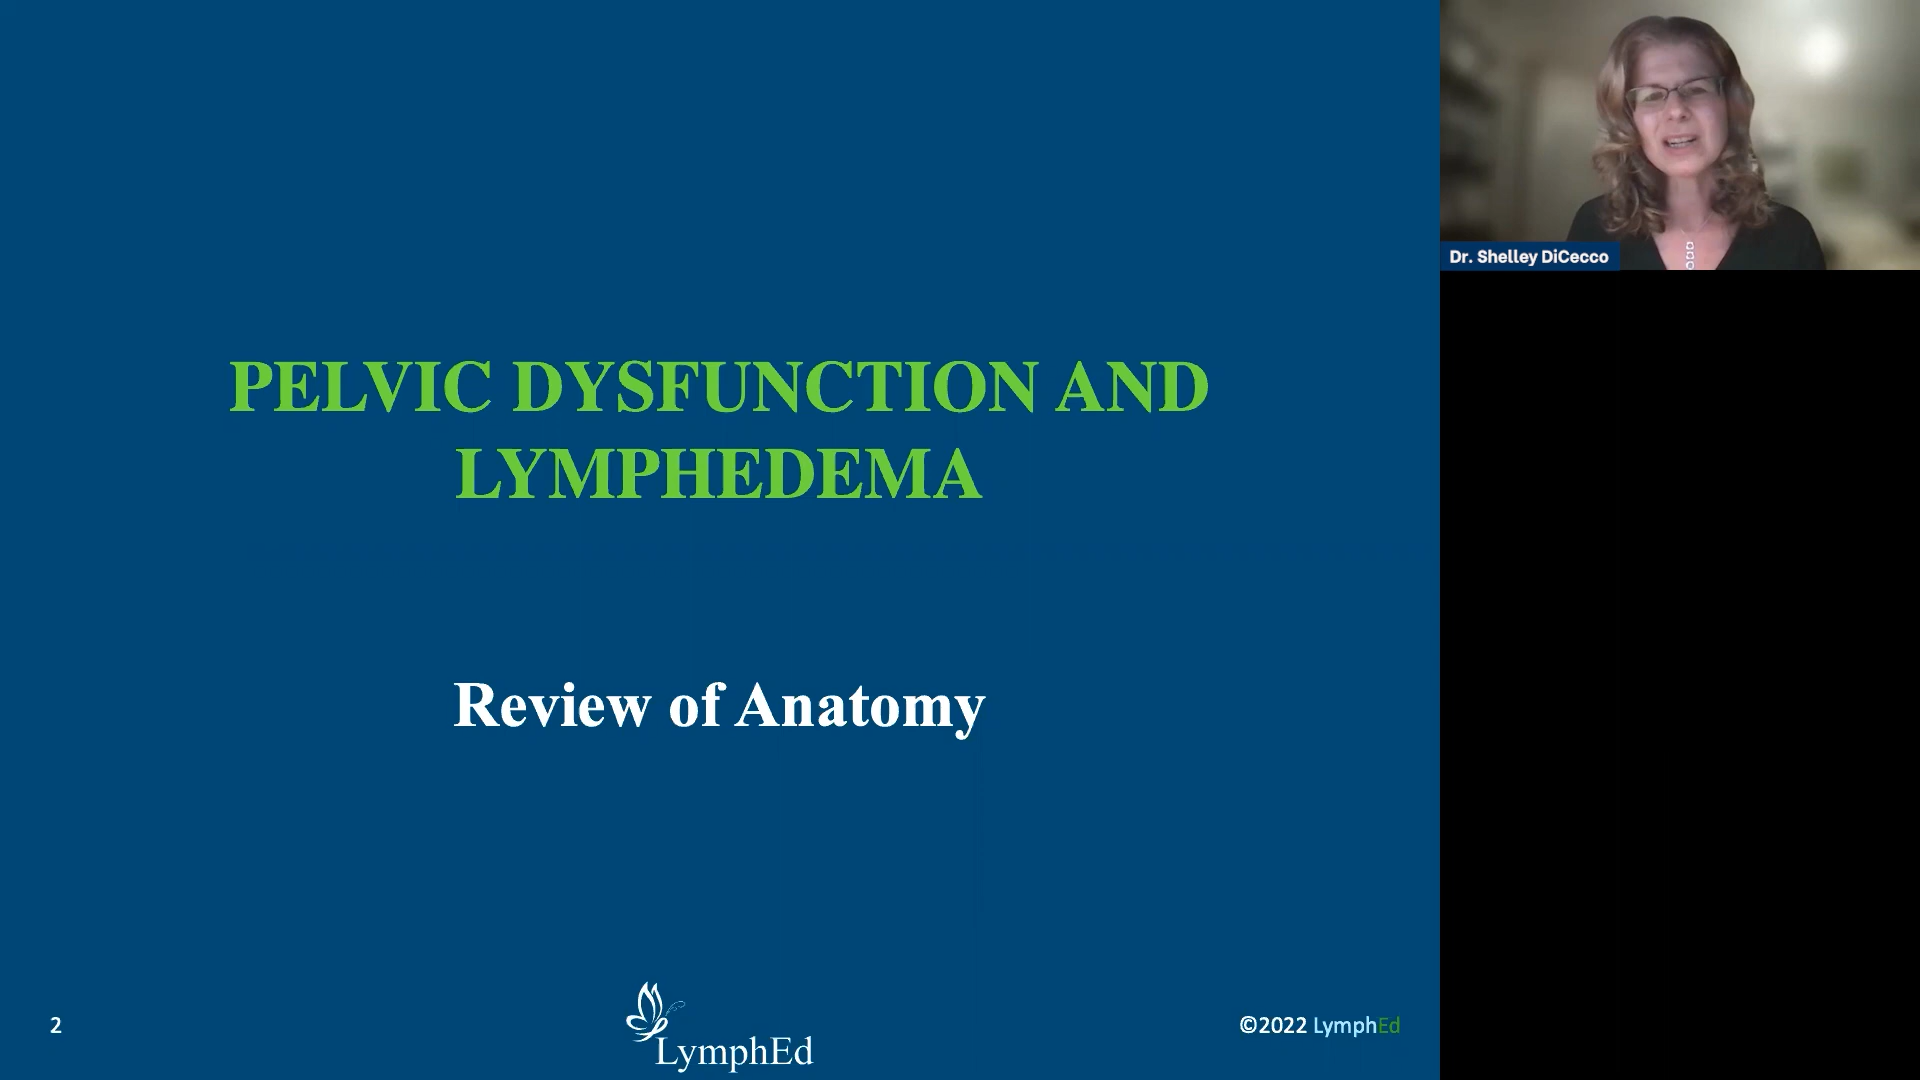 Dr. Shelley DiCecco
PELVIC DYSFUNCTION AND
LYMPHEDEMA
Review of Anatomy
2
LymphEd
©2022 LymphEd